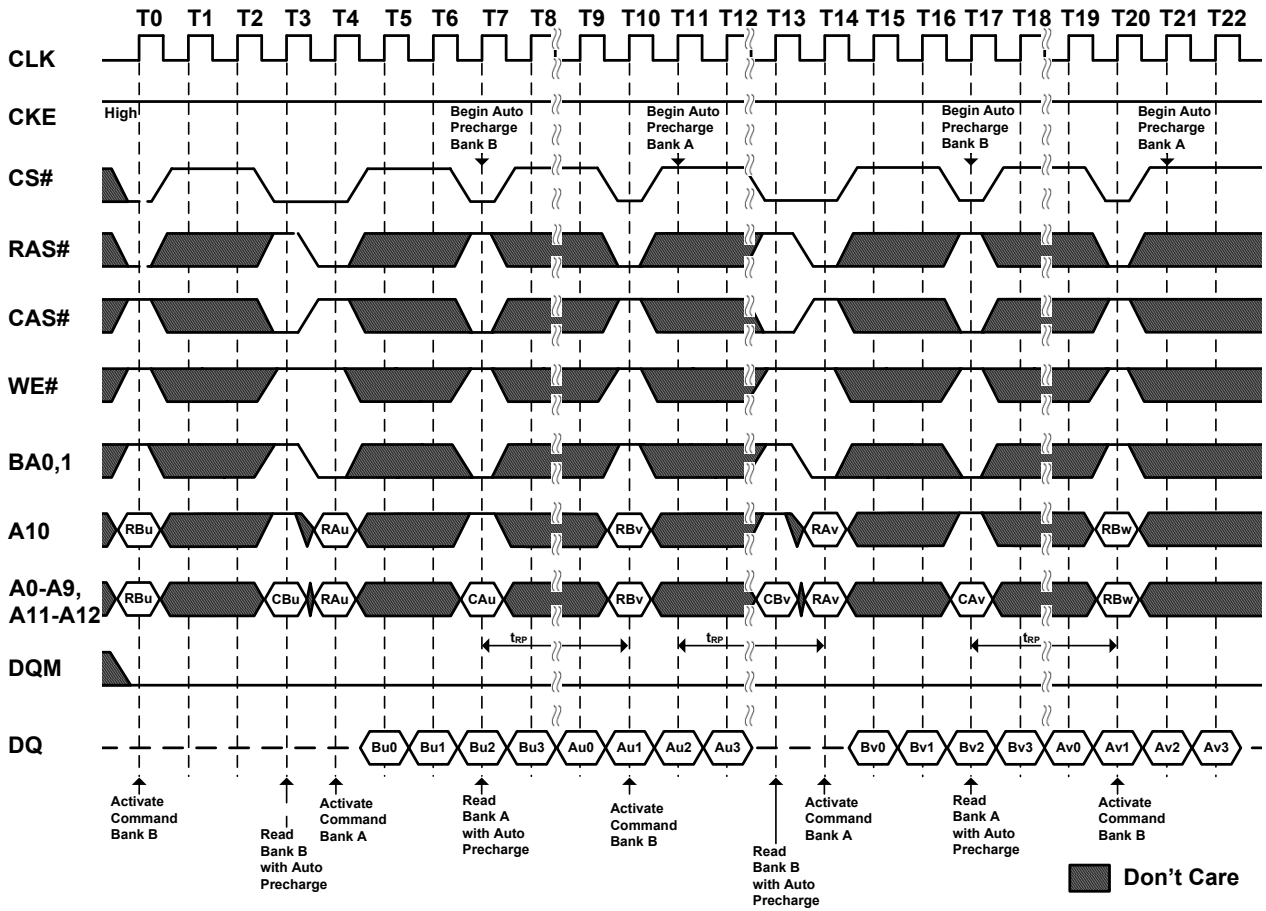 T0 T1 T2 T3 T4 T5 T6 T7 T8 T9 T10 T11 T12 T13 T14 T15 T16 T17 T18 T19 T20 T21 T22
CLK
CKE
High
Begin Auto
Precharge
Bank B
Begin Auto
Precharge
Bank A
Begin Auto
Precharge
Bank B
Begin Auto
Precharge
Bank A
CS#
RAS#
CAS#
WE#
BA0,1
A10
RBu RAu RBv RAv RBw
A0-A9,
A11-A12
RBu CBu RAu CAu RBv CBv RAv CAv RBw
tRP tRP tRP
DQM
DQ
Bu0 Bu1 Bu2 Bu3 Au0 Au1 Au2 Au3 Bv0 Bv1 Bv2 Bv3 Av0 Av1 Av2 Av3
Activate
Command
Bank B
Read
Bank B
with Auto
Precharge
Activate
Command
Bank A
Read
Bank A
with Auto
Precharge
Activate
Command
Bank B
Read
Bank B
with Auto
Precharge
Activate
Command
Bank A
Read
Bank A
with Auto
Precharge
Activate
Command
Bank B
Don't Care